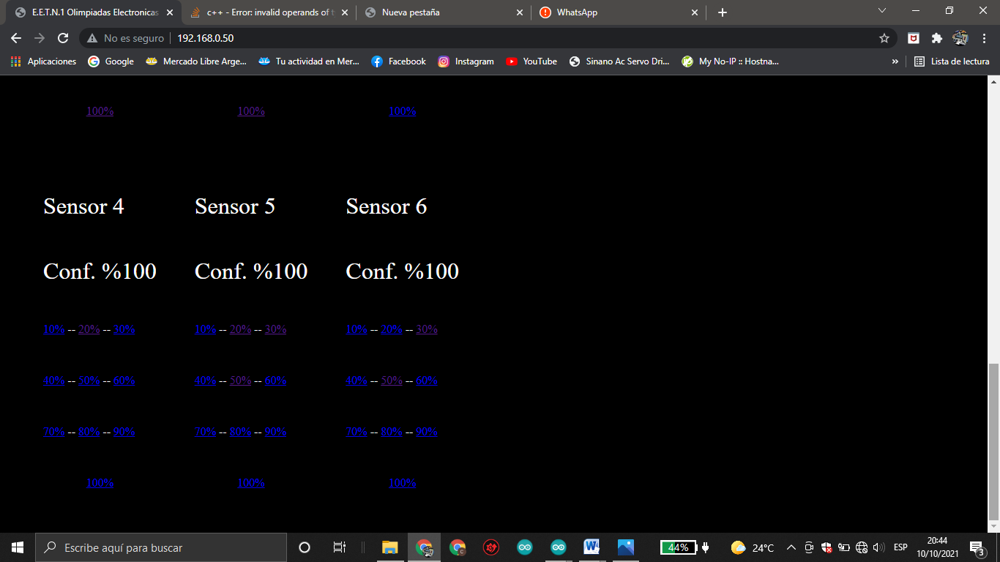 E.E.T.N.1 Olimpiadas Electronicas
c++ - Error: invalid operands of t
Nueva pestaña
WhatsApp
No es seguro 192.168.0.50
Aplicaciones Google Mercado Libre Arge... Tu actividad en Mer... Facebook Instagram YouTube Sinano Ac Servo Dri... My No-IP :: Hostna... » Lista de lectura
100% 100% 100%
Sensor 4 Sensor 5 Sensor 6
Conf. %100 Conf. %100 Conf. %100
10% -- 20% -- 30% 10% -- 20% -- 30% 10% -- 20% -- 30%
40% -- 50% -- 60% 40% -- 50% -- 60% 40% -- 50% -- 60%
70% -- 80% -- 90% 70% -- 80% -- 90% 70% -- 80% -- 90%
100% 100% 100%
Escribe aquí para buscar
44%
24°C
ESP
20:44
10/10/2021
3